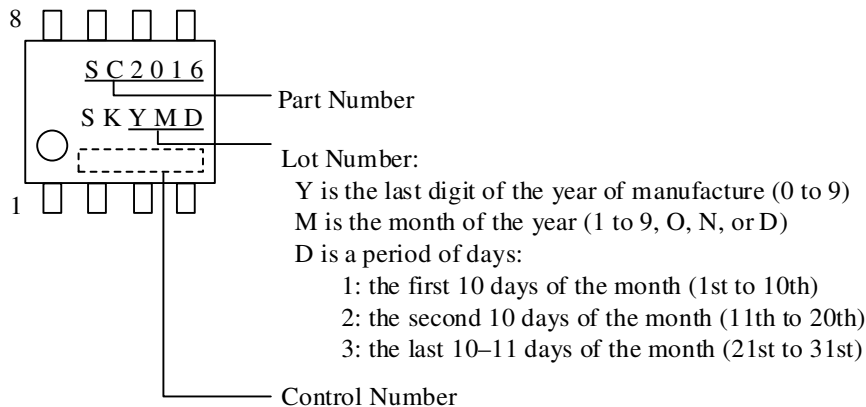 8
SC2016
Part Number
SKYMD
Lot Number:
Y is the last digit of the year of manufacture (0 to 9)
M is the month of the year (1 to 9, O, N, or D)
1
D is a period of days:
1: the first 10 days of the month (1st to 10th)
2: the second 10 days of the month (11th to 20th)
3: the last 10–11 days of the month (21st to 31st)
Control Number